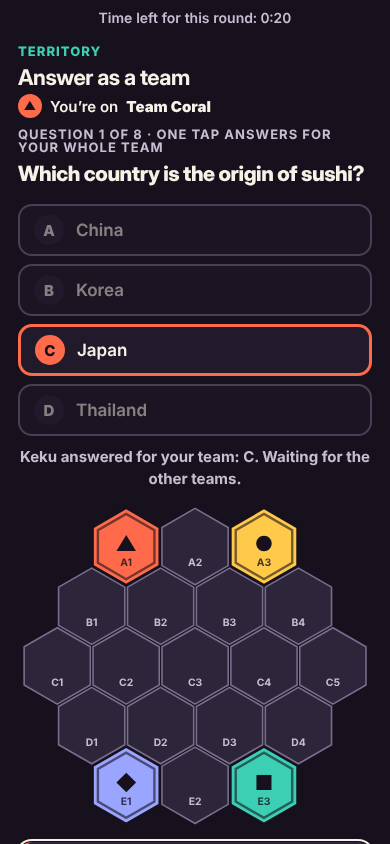 Time left for this round: 0:20
TERRITORY
Answer as a team
You're on Team Coral
QUESTION 1 OF 8 · ONE TAP ANSWERS FOR
YOUR WHOLE TEAM
Which country is the origin of sushi?
A China
B Korea
C Japan
D Thailand
Keku answered for your team: C. Waiting for the
other teams.
A1 A2 A3
B1 B2 B3 B4
C1 C2 C3 C4 C5
D1 D2 D3 D4
E1 E2 E3